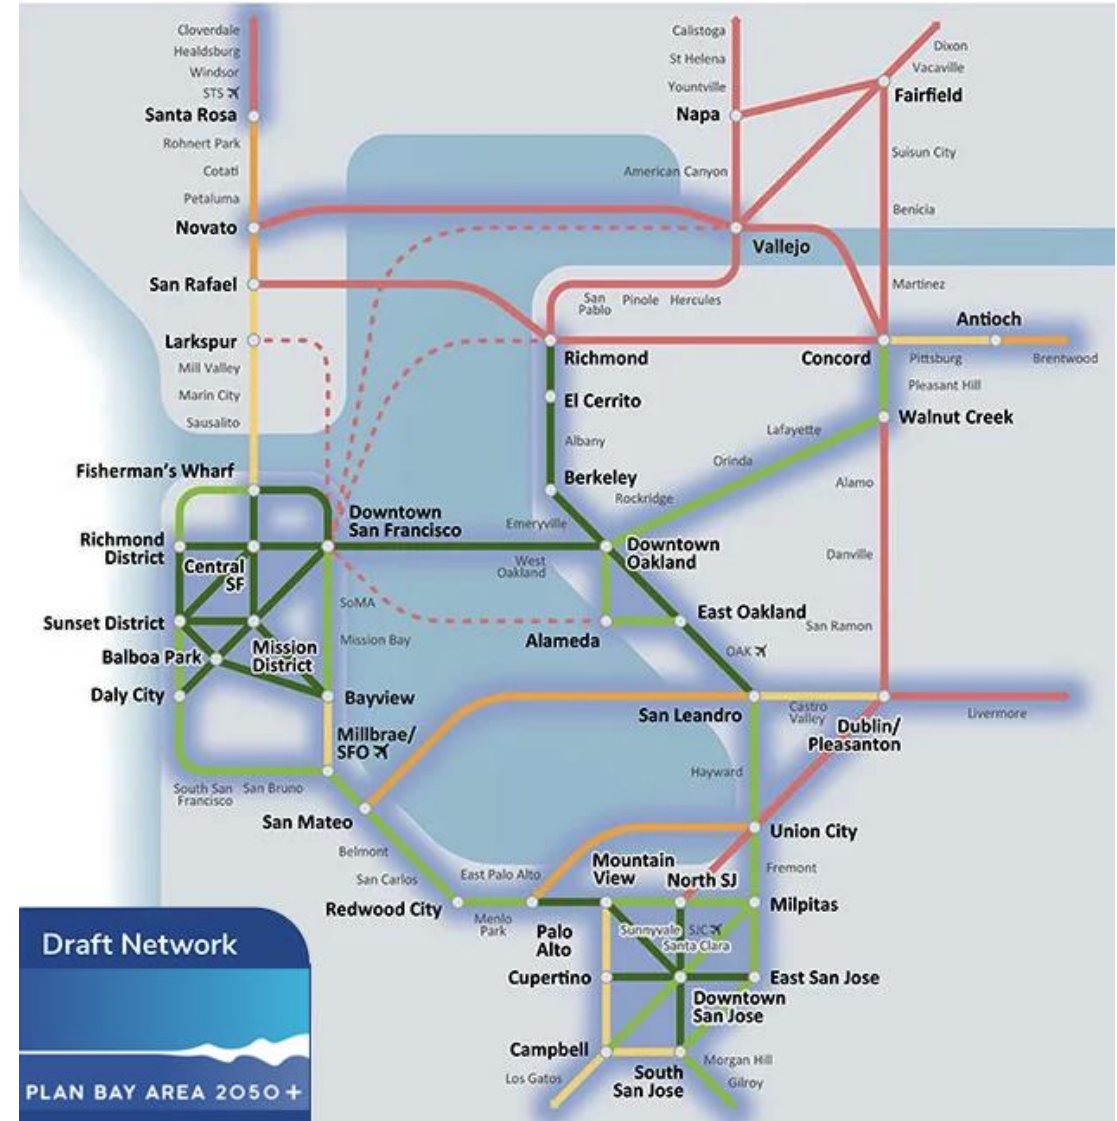 Cloverdale
Healdsburg
Windsor
STS
Santa Rosa
Rohnert Park
Cotati
Petaluma
Novato
San Rafael
Larkspur
Mill Valley
Marin City
Sausalito
Calistoga
St Helena
Yountville
Napa
American Canyon
Vallejo
Dixon
Vacaville
Fairfield
Suisun City
Benicia
Martinez
San
Pablo
Pinole
Hercules
Richmond
Concord
Antioch
Pittsburg
Brentwood
Pleasant Hill
Walnut Creek
El Cerrito
Albany
Berkeley
Lafayette
Orinda
Rockridge
Emeryville
Alamo
Danville
San Ramon
Fisherman's Wharf
Richmond
District
Central
SF
Downtown
San Francisco
West
Oakland
Downtown
Oakland
SoMA
Sunset District
Mission Bay
Alameda
East Oakland
OAK
Balboa Park
Mission
District
Daly City
Bayview
San Leandro
Castro
Valley
Dublin/
Pleasanton
Livermore
Millbrae/
SFO
South San
Francisco
San Bruno
Hayward
San Mateo
Union City
Belmont
San Carlos
East Palo Alto
Mountain
View
North SJ
Fremont
Redwood City
Menlo
Park
Palo
Alto
Sunnyvale
SJC
Santa Clara
Milpitas
Cupertino
East San Jose
Downtown
San Jose
Campbell
Los Gatos
South
San Jose
Morgan Hill
Gilroy
Draft Network
PLAN BAY AREA 2050+